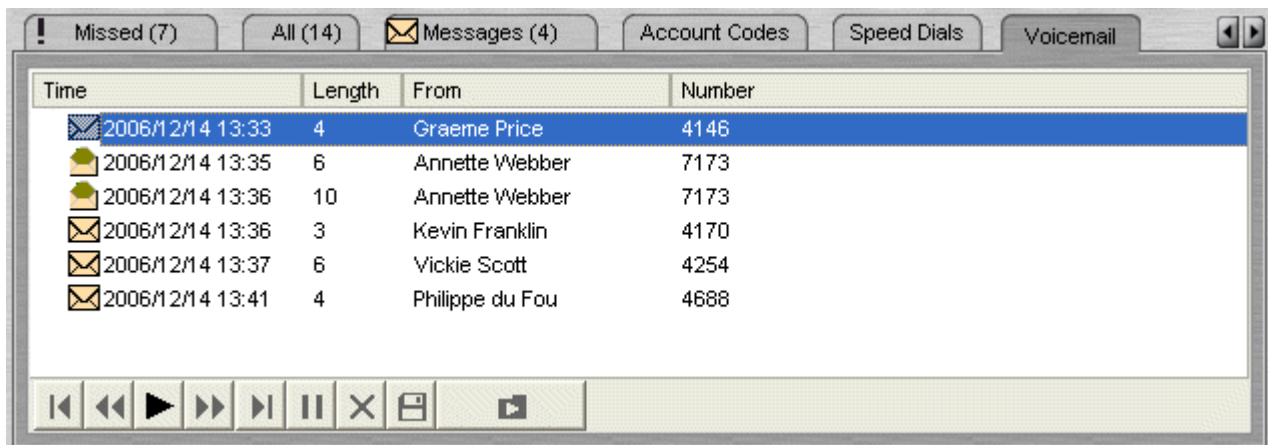 Missed (7) All (14) Messages (4) Account Codes Speed Dials Voicemail
Time Length From Number
2006/12/14 13:33 4 Graeme Price 4146
2006/12/14 13:35 6 Annette Webber 7173
2006/12/14 13:36 10 Annette Webber 7173
2006/12/14 13:36 3 Kevin Franklin 4170
2006/12/14 13:37 6 Vickie Scott 4254
2006/12/14 13:41 4 Philippe du Fou 4688